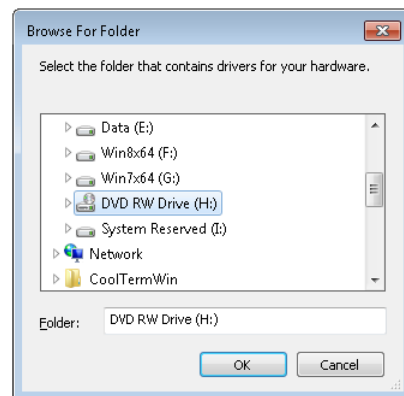 Browse For Folder
Select the folder that contains drivers for your hardware.
Data (E:)
Win8x64 (F:)
Win7x64 (G:)
DVD RW Drive (H:)
System Reserved (I:)
Network
CoolTermWin
Folder: DVD RW Drive (H:)
OK Cancel